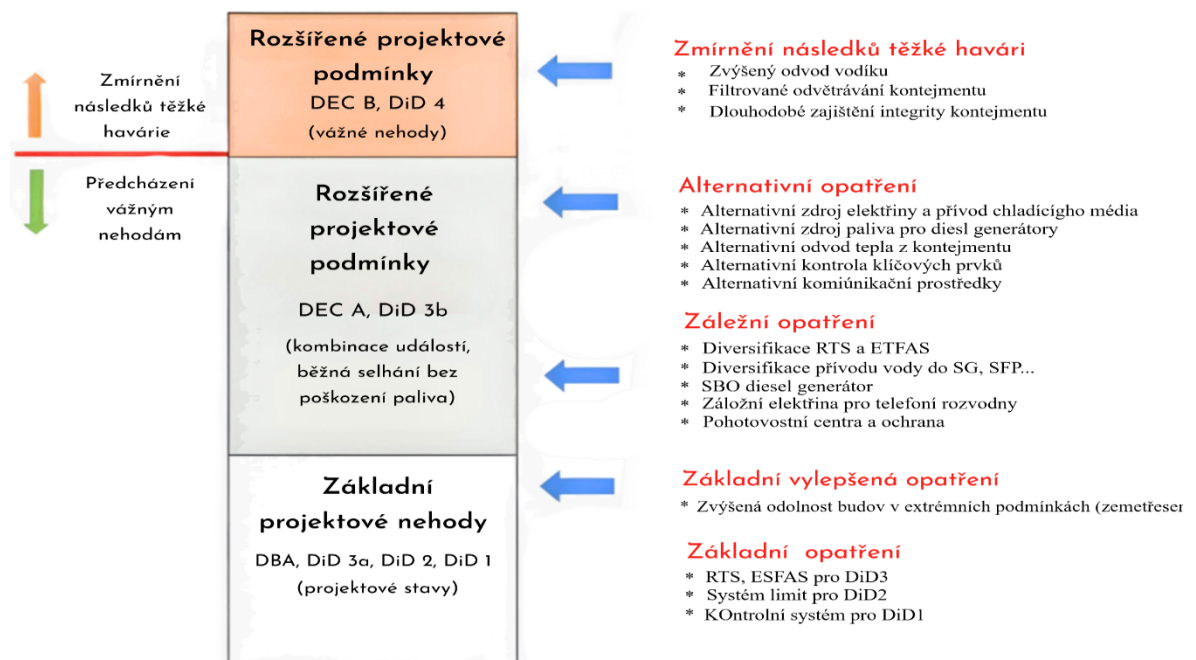 Zmírnění
následků těžké
havárie
Předcházení
vážným
nehodám
Rozšířené projektové
podmínky
DEC B, DiD 4
(vážné nehody)
Rozšířené
projektové
podmínky
DEC A, DiD 3b
(kombinace událostí,
běžná selhání bez
poškození paliva)
Základní
projektové nehody
DBA, DiD 3a, DiD 2, DiD 1
(projektové stavy)
Zmírnění následků těžké havári
* Zvýšený odvod vodíku
* Filtrované odvětrávání kontejmentu
* Dlouhodobé zajištění integrity kontejmentu
Alternativní opatření
* Alternativní zdroj elektřiny a přívod chladícígho média
* Alternativní zdroj paliva pro diesl generátory
* Alternativní odvod tepla z kontejmentu
* Alternativní kontrola klíčových prvků
* Alternativní komiúnikační prostředky
Záležní opatření
* Diversifikace RTS a ETFAS
* Diversifikace přívodu vody do SG, SFP...
* SBO diesel generátor
* Záložní elektřina pro telefoní rozvodny
* Pohotovostní centra a ochrana
Základní vylepšená opatření
* Zvýšená odolnost budov v extrémních podmínkách (zemetřeser
Základní opatření
* RTS, ESFAS pro DiD3
* Systém limit pro DiD2
* KOntrolní systém pro DiD1